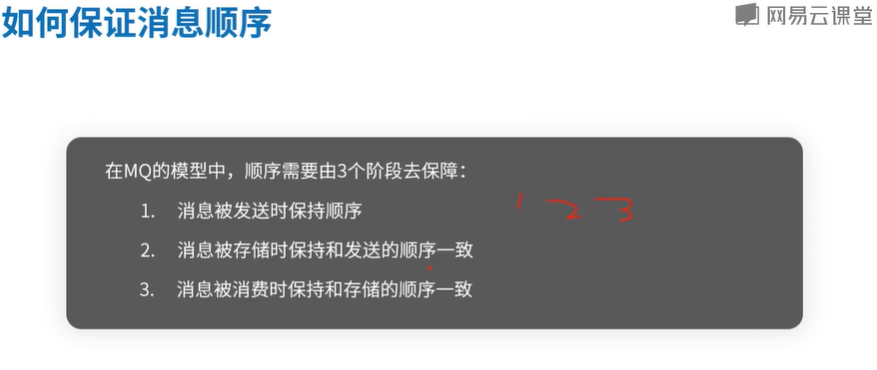 如何保证消息顺序
网易云课堂
在MQ的模型中，顺序需要由3个阶段去保障：
1. 消息被发送时保持顺序
1 2 3
2. 消息被存储时保持和发送的顺序一致
3. 消息被消费时保持和存储的顺序一致